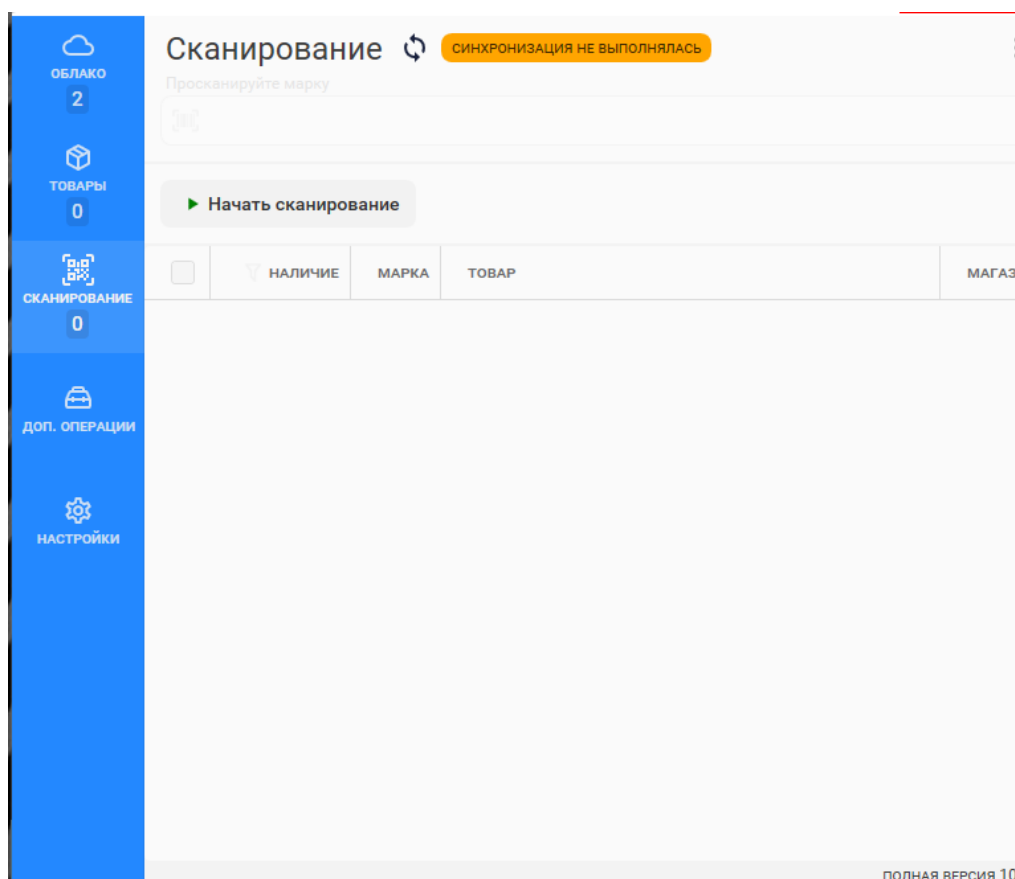 ОБЛАКО
2
ТОВАРЫ
0
СКАНИРОВАНИЕ
0
ДОП. ОПЕРАЦИИ
НАСТРОЙКИ
Сканирование СИНХРОНИЗАЦИЯ НЕ ВЫПОЛНЯЛАСЬ
Просканируйте марку
Начать сканирование
НАЛИЧИЕ МАРКА ТОВАР МАГАЗ
ПОЛНАЯ ВЕРСИЯ 10